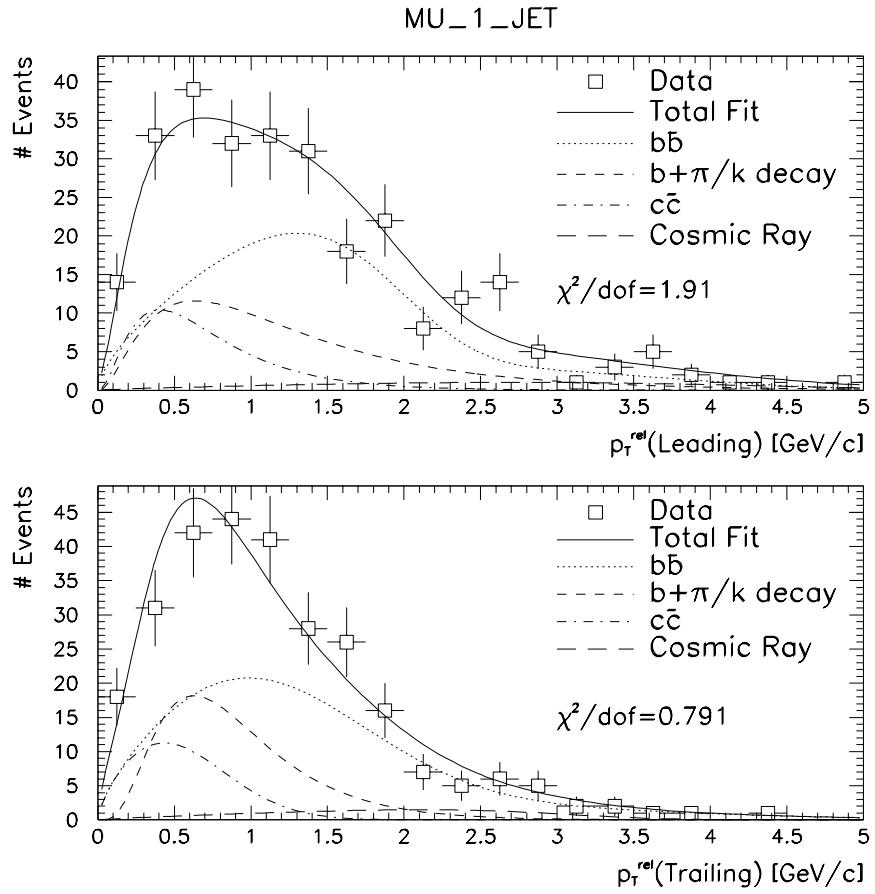 MU_1_JET
# Events
40
35
30
25
20
15
10
5
0
Data
Total Fit
bb̄
b+π/k decay
cc̄
Cosmic Ray
χ²/dof=1.91
0 0.5 1 1.5 2 2.5 3 3.5 4 4.5 5
p_T^rel(Leading) [GeV/c]
# Events
45
40
35
30
25
20
15
10
5
0
Data
Total Fit
bb̄
b+π/k decay
cc̄
Cosmic Ray
χ²/dof=0.791
0 0.5 1 1.5 2 2.5 3 3.5 4 4.5 5
p_T^rel(Trailing) [GeV/c]